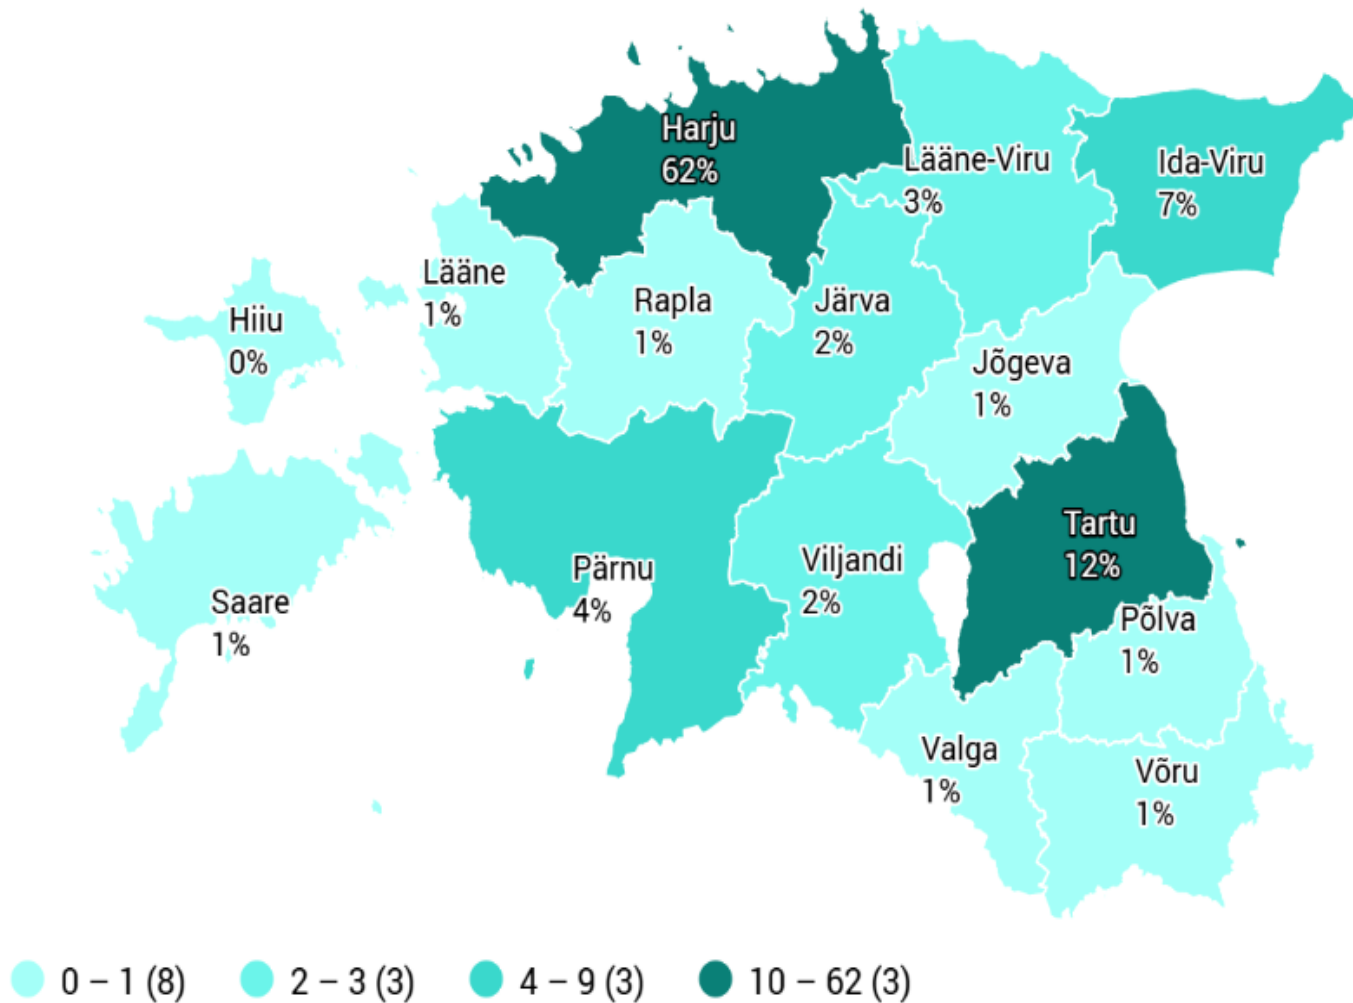 Harju
62%
Lääne-Viru
3%
Ida-Viru
7%
Lääne
1%
Hiiu
0%
Rapla
1%
Järva
2%
Jõgeva
1%
Tartu
12%
Viljandi
2%
Pärnu
4%
Saare
1%
Põlva
1%
Valga
1%
Võru
1%
0 – 1 (8)
2 – 3 (3)
4 – 9 (3)
10 – 62 (3)